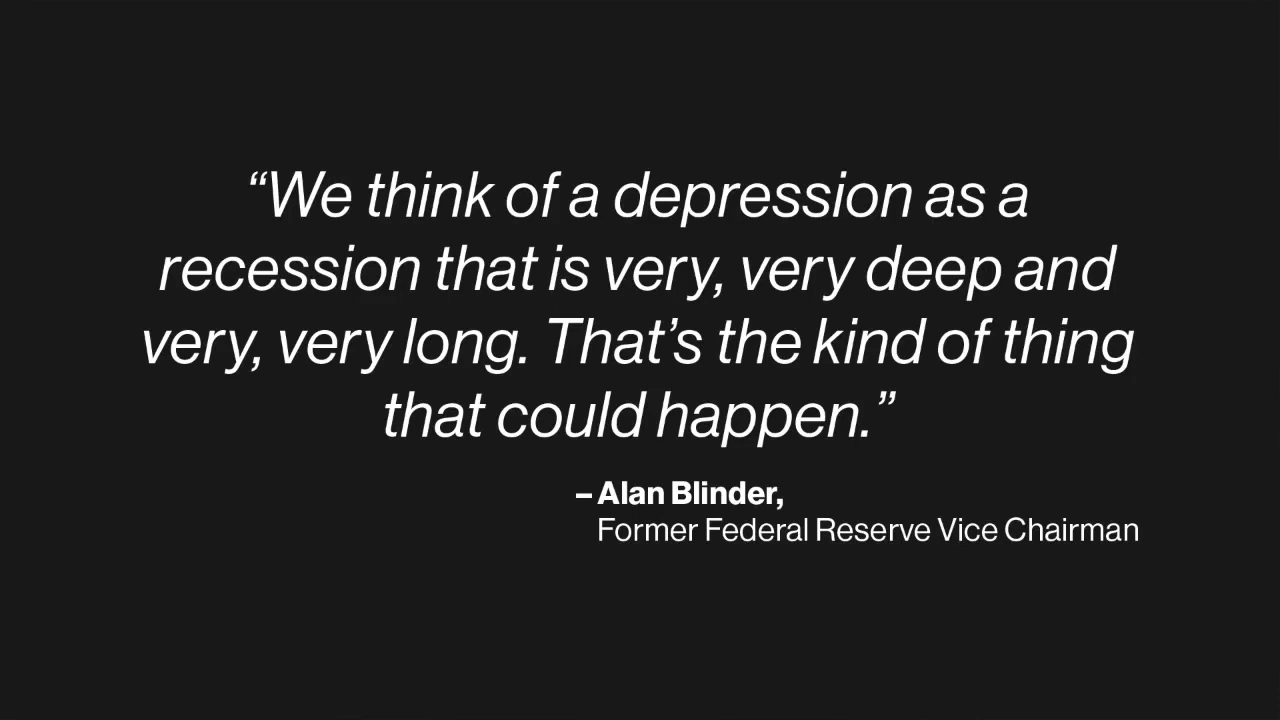 “We think of a depression as a
recession that is very, very deep and
very, very long. That’s the kind of thing
that could happen.”
– Alan Blinder,
Former Federal Reserve Vice Chairman